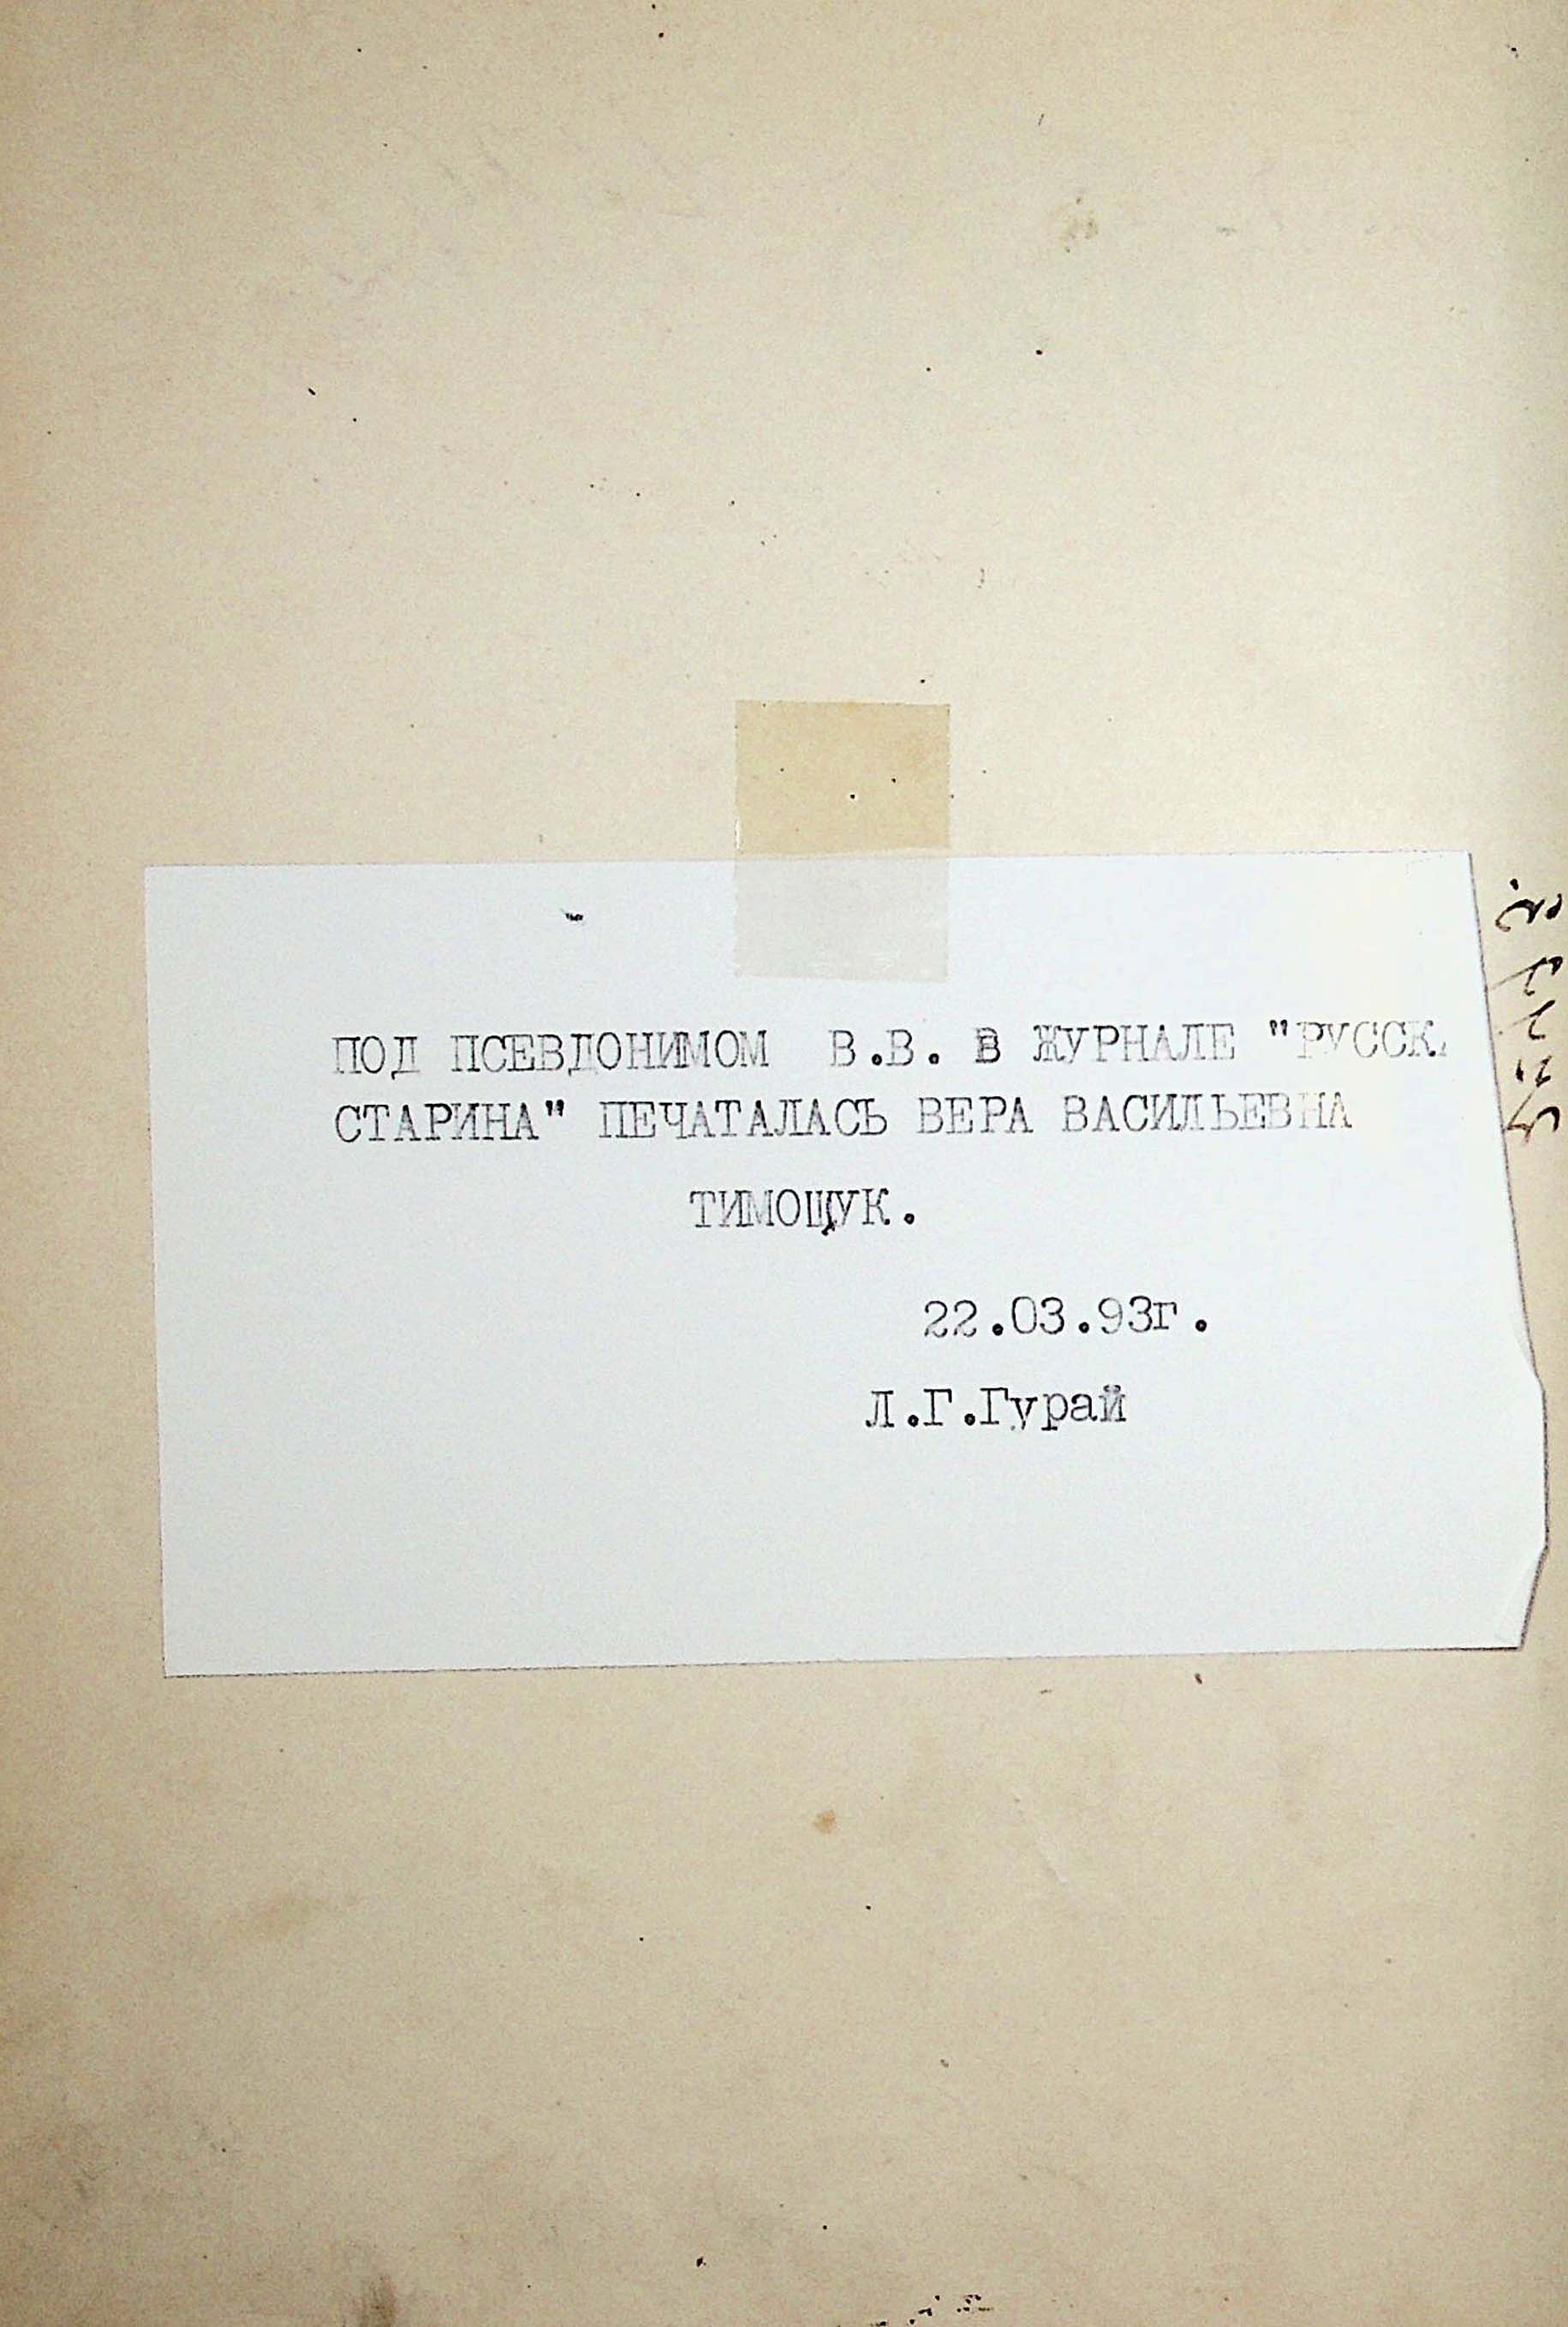 ПОД ПСЕВДОНИМОМ В.В. В ЖУРНАЛЕ "РУССК.
СТАРИНА" ПЕЧАТАЛАСЬ ВЕРА ВАСИЛЬЕВНА
ТИМОЩУК.
22.03.93г.
Л.Г.Гурай